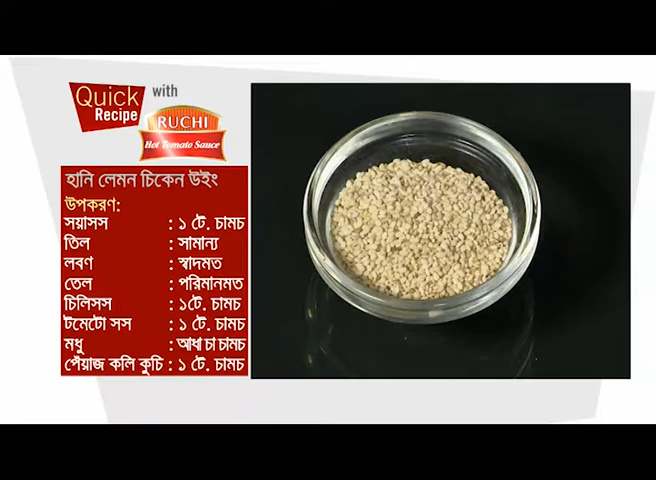 Quick
Recipe
with
RUCHI
Hot Tomato Sauce
হানি লেমন চিকেন উইং
উপকরণ:
সয়াসস : ১ টে. চামচ
তিল : সামান্য
লবণ : স্বাদমত
তেল : পরিমানমত
চিলিসস : ১টে. চামচ
টমেটো সস : ১ টে. চামচ
মধু : আধা চা চামচ
পেঁয়াজ কলি কুচি : ১ টে. চামচ